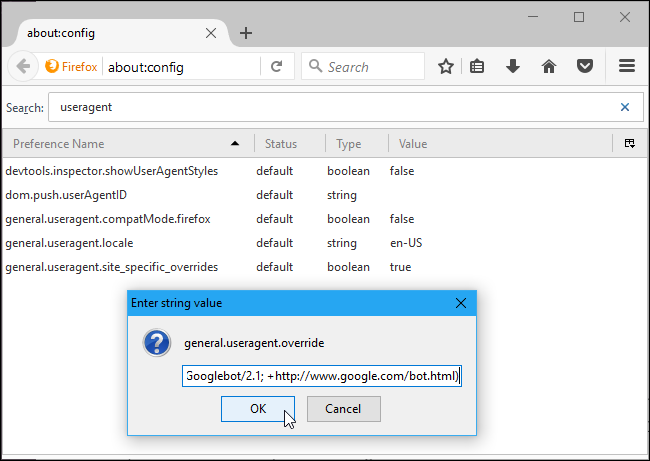 about:config
Firefox about:config Search
Search: useragent
Preference Name Status Type Value
devtools.inspector.showUserAgentStyles default boolean false
dom.push.userAgentID default string
general.useragent.compatMode.firefox default boolean false
general.useragent.locale default string en-US
general.useragent.site_specific_overrides default boolean true
Enter string value
general.useragent.override
Googlebot/2.1; +http://www.google.com/bot.html)
OK Cancel